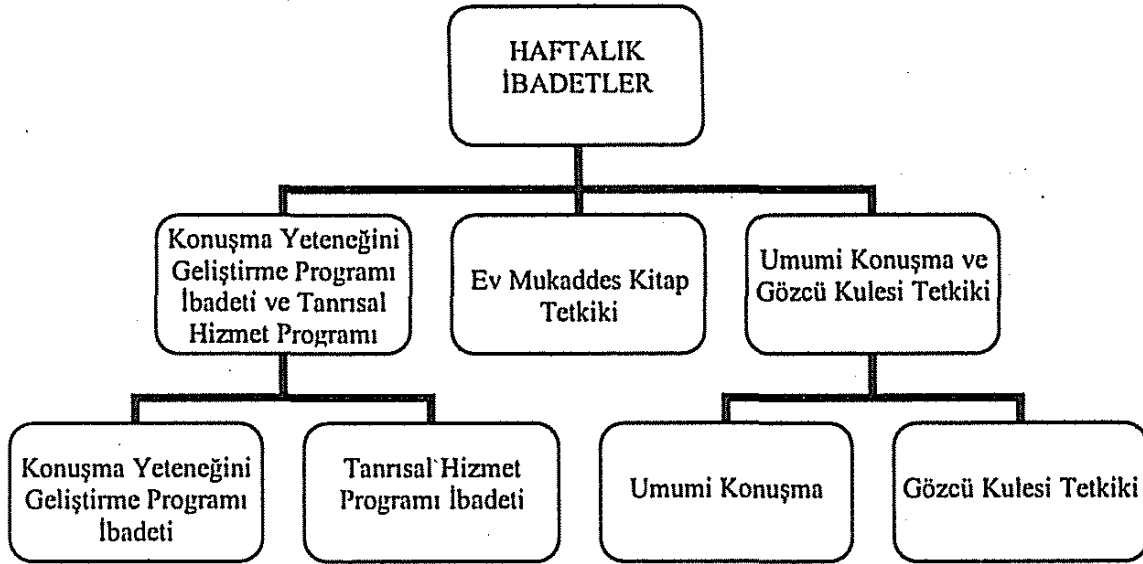 HAFTALIK
İBADETLER
Konuşma Yeteneğini
Geliştirme Programı
İbadeti ve Tanrısal
Hizmet Programı
Ev Mukaddes Kitap
Tetkiki
Umumi Konuşma ve
Gözcü Kulesi Tetkiki
Konuşma Yeteneğini
Geliştirme Programı
İbadeti
Tanrısal Hizmet
Programı İbadeti
Umumi Konuşma
Gözcü Kulesi Tetkiki